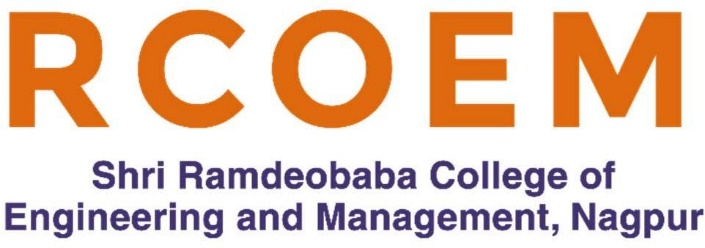 RCOEM
Shri Ramdeobaba College of
Engineering and Management, Nagpur